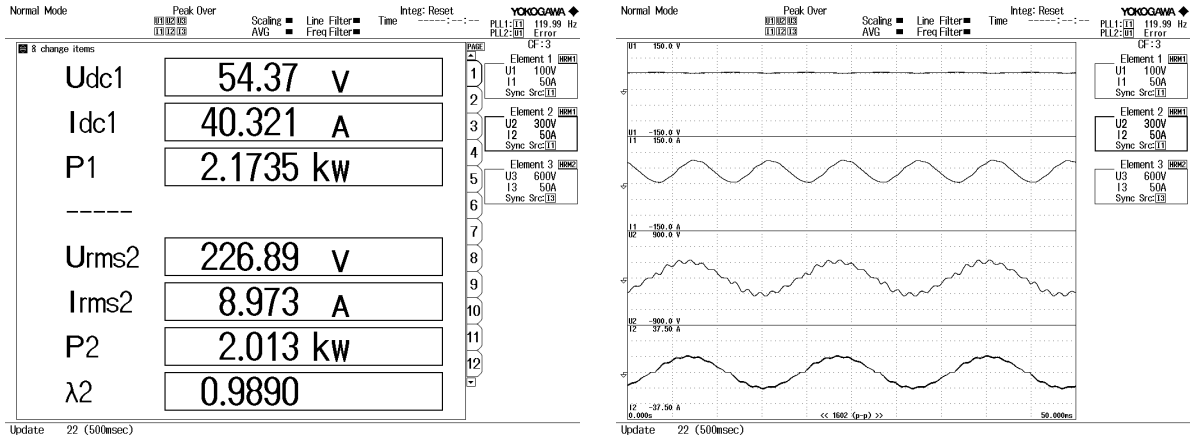 Normal Mode Peak Over Scaling Line Filter Time -----:--:-- Integ: Reset YOKOGAWA
U1 U2 U3 AVG Freq Filter PLL1: I1 119.99 Hz
I1 I2 I3 PLL2: U1 Error
8 change items PAGE CF:3
Udc1 54.37 V
Idc1 40.321 A
P1 2.1735 kW
-----
Urms2 226.89 V
Irms2 8.973 A
P2 2.013 kW
λ2 0.9890
1
2
3
4
5
6
7
8
9
10
11
12
Element 1 HRM1
U1 100V
I1 50A
Sync Src: I1
Element 2 HRM1
U2 300V
I2 50A
Sync Src: I1
Element 3 HRM2
U3 600V
I3 50A
Sync Src: I3
Update 22 (500msec)
Normal Mode Peak Over Scaling Line Filter Time -----:--:-- Integ: Reset YOKOGAWA
U1 U2 U3 AVG Freq Filter PLL1: I1 119.99 Hz
I1 I2 I3 PLL2: U1 Error
CF:3
U1 150.0 V
U1 -150.0 V
I1 150.0 A
I1 -150.0 A
U2 900.0 V
U2 -900.0 V
I2 37.50 A
I2 -37.50 A
0.000s << 1602 (p-p) >> 50.000ms
Element 1 HRM1
U1 100V
I1 50A
Sync Src: I1
Element 2 HRM1
U2 300V
I2 50A
Sync Src: I1
Element 3 HRM2
U3 600V
I3 50A
Sync Src: I3
Update 22 (500msec)